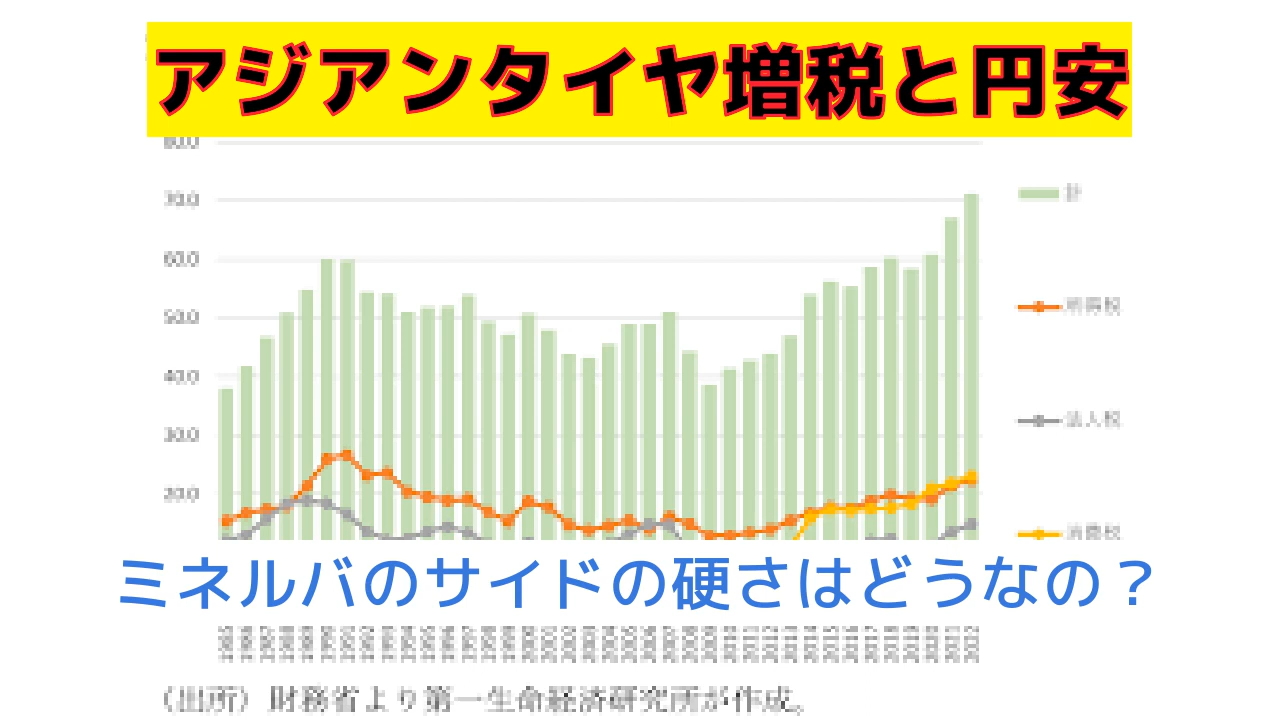 アジアンタイヤ増税と円安
80.0
70.0
60.0
50.0
40.0
30.0
20.0
計
所得税
法人税
消費税
ミネルバのサイドの硬さはどうなの？
（出所）財務省より第一生命経済研究所が作成。